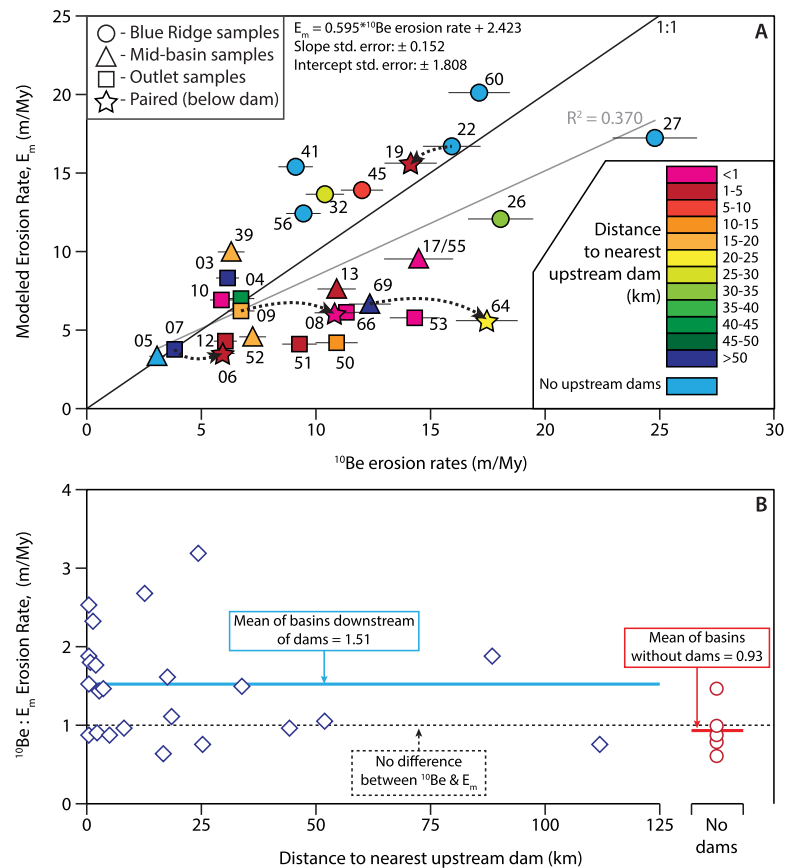 A
E_m = 0.595*^10Be erosion rate + 2.423
Slope std. error: ± 0.152
Intercept std. error: ± 1.808
- Blue Ridge samples
- Mid-basin samples
- Outlet samples
- Paired (below dam)
1:1
R² = 0.370
Modeled Erosion Rate, E_m (m/My)
25
20
15
10
5
0
60
22
27
19
41
45
32
56
26
39
17/55
03
13
69
04
10
09
08
66
53
64
07
05
12
06
52
51
50
Distance
to nearest
upstream dam
(km)
<1
1-5
5-10
10-15
15-20
20-25
25-30
30-35
35-40
40-45
45-50
>50
No upstream dams
0 5 10 15 20 25 30
^10Be erosion rates (m/My)
B
^10Be : E_m Erosion Rate, (m/My)
4
3
2
1
0
Mean of basins downstream
of dams = 1.51
Mean of basins
without dams = 0.93
No difference
between ^10Be & E_m
0 25 50 75 100 125
No
dams
Distance to nearest upstream dam (km)